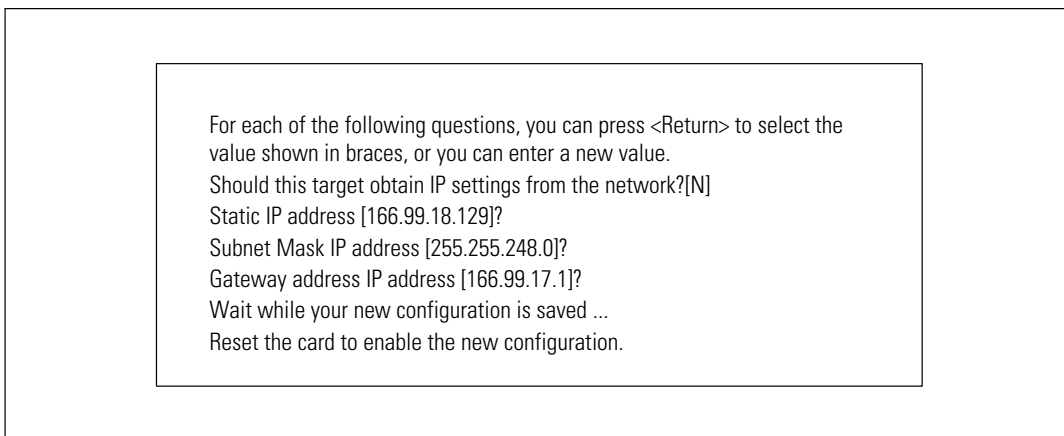 For each of the following questions, you can press <Return> to select the
value shown in braces, or you can enter a new value.
Should this target obtain IP settings from the network?[N]
Static IP address [166.99.18.129]?
Subnet Mask IP address [255.255.248.0]?
Gateway address IP address [166.99.17.1]?
Wait while your new configuration is saved ...
Reset the card to enable the new configuration.